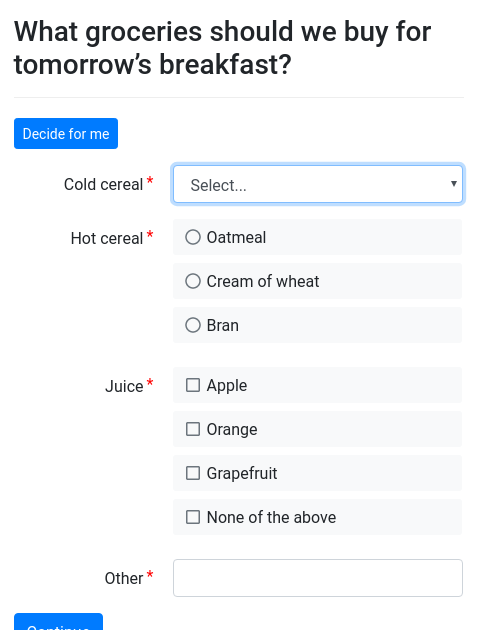 What groceries should we buy for
tomorrow’s breakfast?
Decide for me
Cold cereal *
Select...
Hot cereal *
Oatmeal
Cream of wheat
Bran
Juice *
Apple
Orange
Grapefruit
None of the above
Other *
Continue